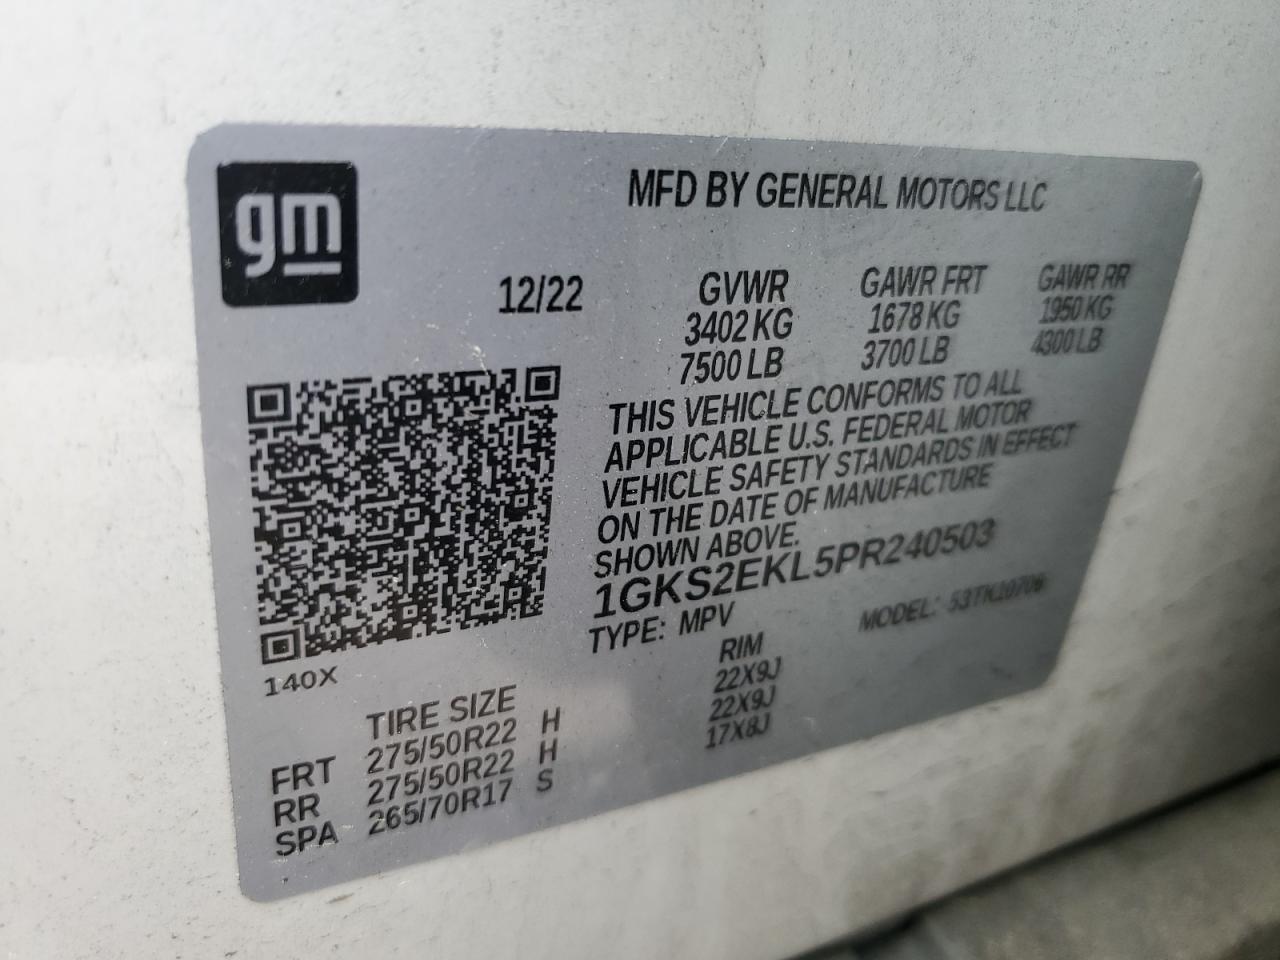 gm
MFD BY GENERAL MOTORS LLC
12/22
GVWR GAWR FRT GAWR RR
3402 KG 1678 KG 1950 KG
7500 LB 3700 LB 4300 LB
THIS VEHICLE CONFORMS TO ALL
APPLICABLE U.S. FEDERAL MOTOR
VEHICLE SAFETY STANDARDS IN EFFECT
ON THE DATE OF MANUFACTURE
SHOWN ABOVE.
1GKS2EKL5PR240503
TYPE: MPV MODEL:
140X
TIRE SIZE RIM
FRT 275/50R22 H 22X9J
RR 275/50R22 H 22X9J
SPA 265/70R17 S 17X8J